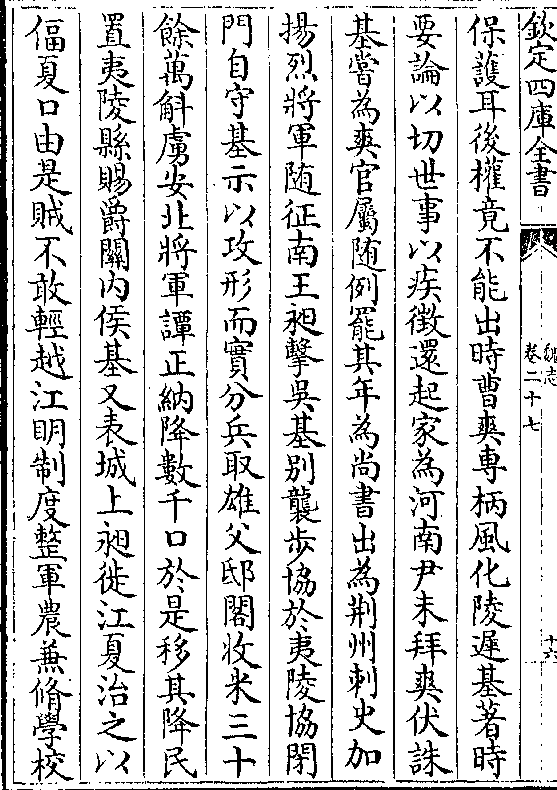 欽定四庫全書
魏志
卷二十七
十六
保護耳後權竟不能出時曹爽專柄風化陵遲基著時
要論以切世事以疾徵還起家為河南尹未拜爽伏誅
基嘗為爽官屬隨例罷其年為尚書出為荆州刺史加
揚烈將軍隨征南王昶擊吳基别襲步協於夷陵協閉
門自守基示以攻形而實分兵取雄父邸閣收米三十
餘萬斛虜安北將軍譚正納降數千口於是移其降民
置夷陵縣賜爵關内侯基又表城上昶徙江夏治之以
偪夏口由是賊不敢輕越江明制度整軍農兼脩學校